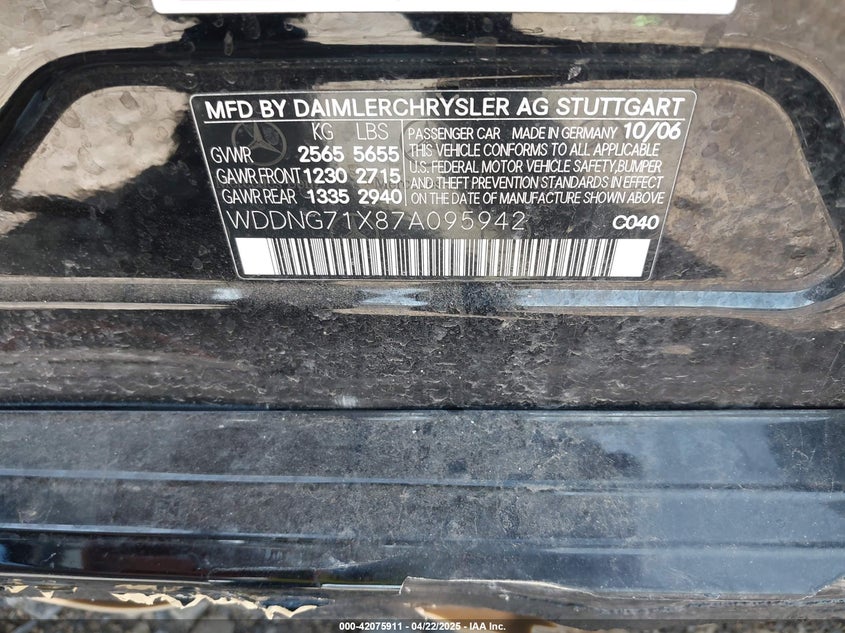 MFD BY DAIMLERCHRYSLER AG STUTTGART
KG LBS
GVWR 2565 5655
GAWR FRONT 1230 2715
GAWR REAR 1335 2940
PASSENGER CAR MADE IN GERMANY 10/06
THIS VEHICLE CONFORMS TO ALL APPLICABLE
U.S. FEDERAL MOTOR VEHICLE SAFETY, BUMPER
AND THEFT PREVENTION STANDARDS IN EFFECT
ON THE DATE OF MANUFACTURE SHOWN ABOVE
WDDNG71X87A095942 C040
000-42075911 - 04/22/2025 - IAA Inc.